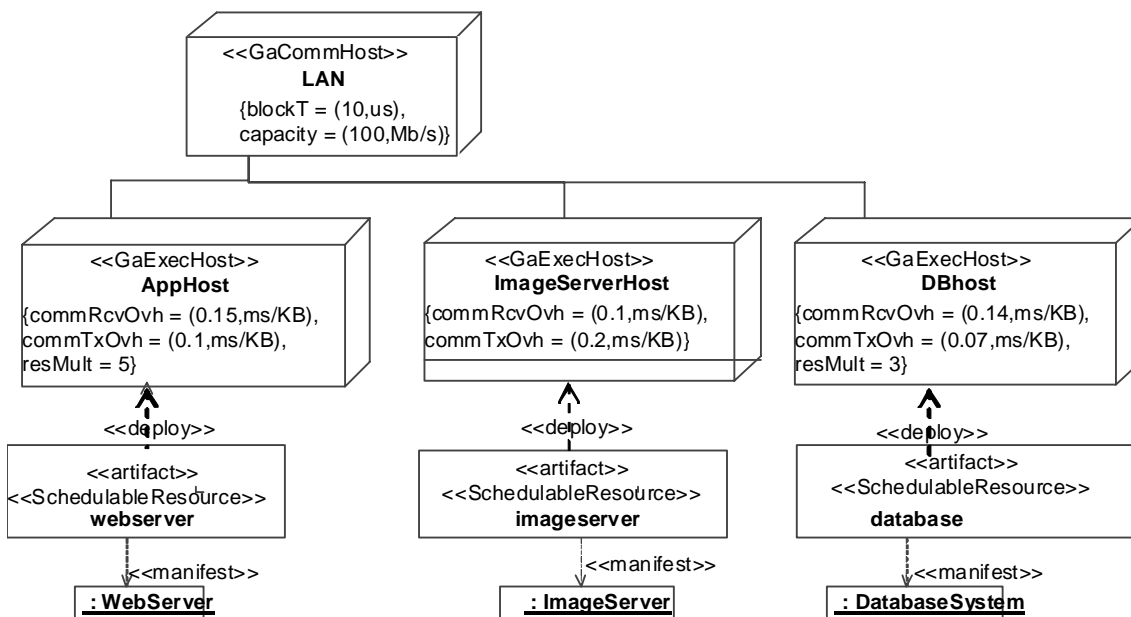 <<GaCommHost>>
LAN
{blockT = (10,us),
capacity = (100,Mb/s)}
<<GaExecHost>>
AppHost
{commRcvOvh = (0.15,ms/KB),
commTxOvh = (0.1,ms/KB),
resMult = 5}
<<GaExecHost>>
ImageServerHost
{commRcvOvh = (0.1,ms/KB),
commTxOvh = (0.2,ms/KB)}
<<GaExecHost>>
DBhost
{commRcvOvh = (0.14,ms/KB),
commTxOvh = (0.07,ms/KB),
resMult = 3}
<<deploy>>
<<deploy>>
<<deploy>>
<<artifact>>
<<SchedulableResource>>
webserver
<<artifact>>
<<SchedulableResource>>
imageserver
<<artifact>>
<<SchedulableResource>>
database
<<manifest>>
<<manifest>>
<<manifest>>
: WebServer
: ImageServer
: DatabaseSystem